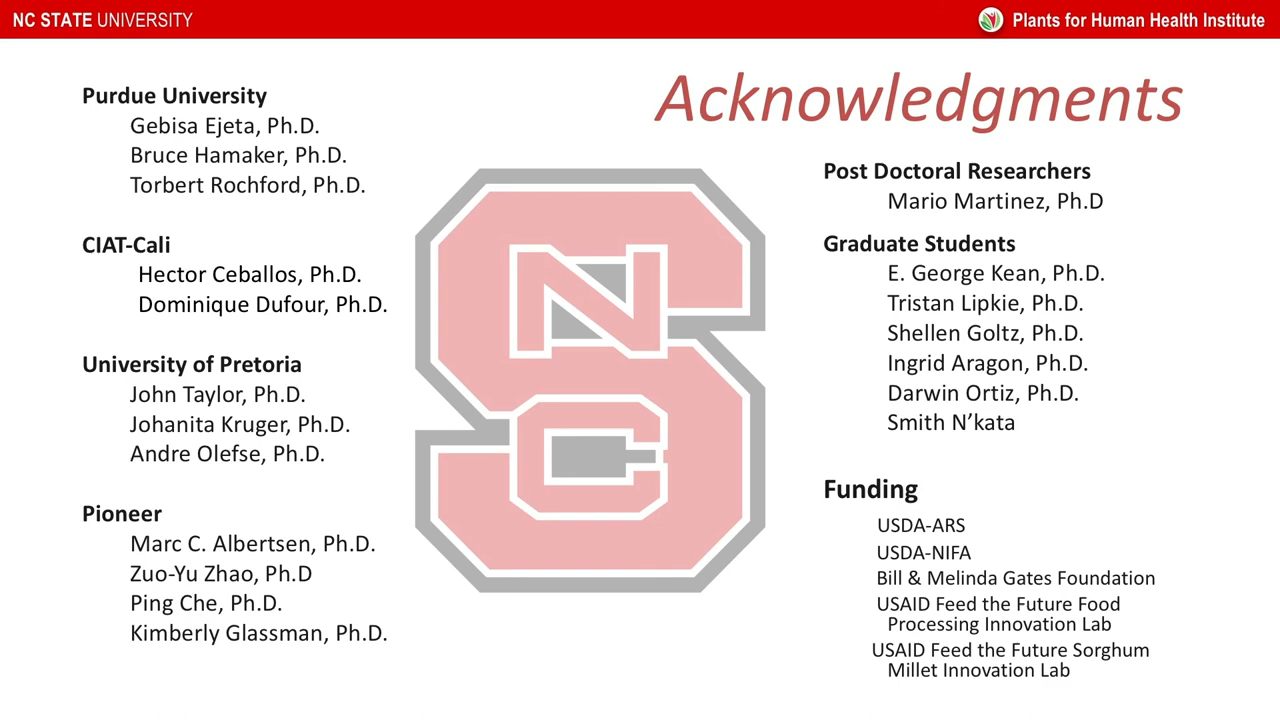 NC STATE UNIVERSITY
Plants for Human Health Institute
Acknowledgments
Purdue University
Gebisa Ejeta, Ph.D.
Bruce Hamaker, Ph.D.
Torbert Rochford, Ph.D.
CIAT-Cali
Hector Ceballos, Ph.D.
Dominique Dufour, Ph.D.
University of Pretoria
John Taylor, Ph.D.
Johanita Kruger, Ph.D.
Andre Olefse, Ph.D.
Pioneer
Marc C. Albertsen, Ph.D.
Zuo-Yu Zhao, Ph.D
Ping Che, Ph.D.
Kimberly Glassman, Ph.D.
NCS
Post Doctoral Researchers
Mario Martinez, Ph.D
Graduate Students
E. George Kean, Ph.D.
Tristan Lipkie, Ph.D.
Shellen Goltz, Ph.D.
Ingrid Aragon, Ph.D.
Darwin Ortiz, Ph.D.
Smith N’kata
Funding
USDA-ARS
USDA-NIFA
Bill & Melinda Gates Foundation
USAID Feed the Future Food
Processing Innovation Lab
USAID Feed the Future Sorghum
Millet Innovation Lab